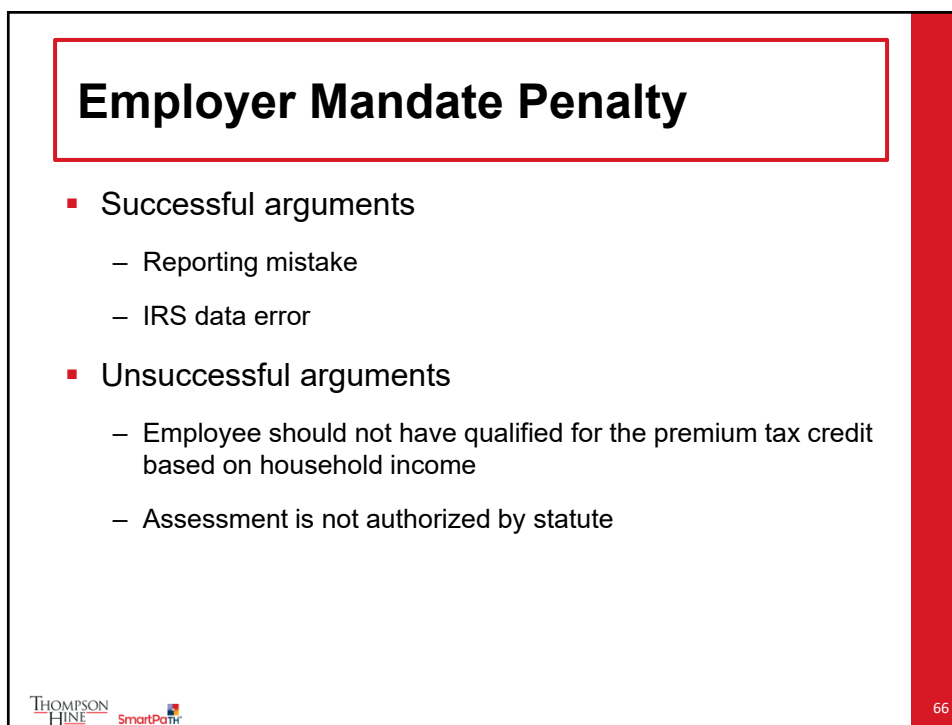 Employer Mandate Penalty
▪ Successful arguments
– Reporting mistake
– IRS data error
▪ Unsuccessful arguments
– Employee should not have qualified for the premium tax credit
based on household income
– Assessment is not authorized by statute
THOMPSON
HINE SmartPaTH
66